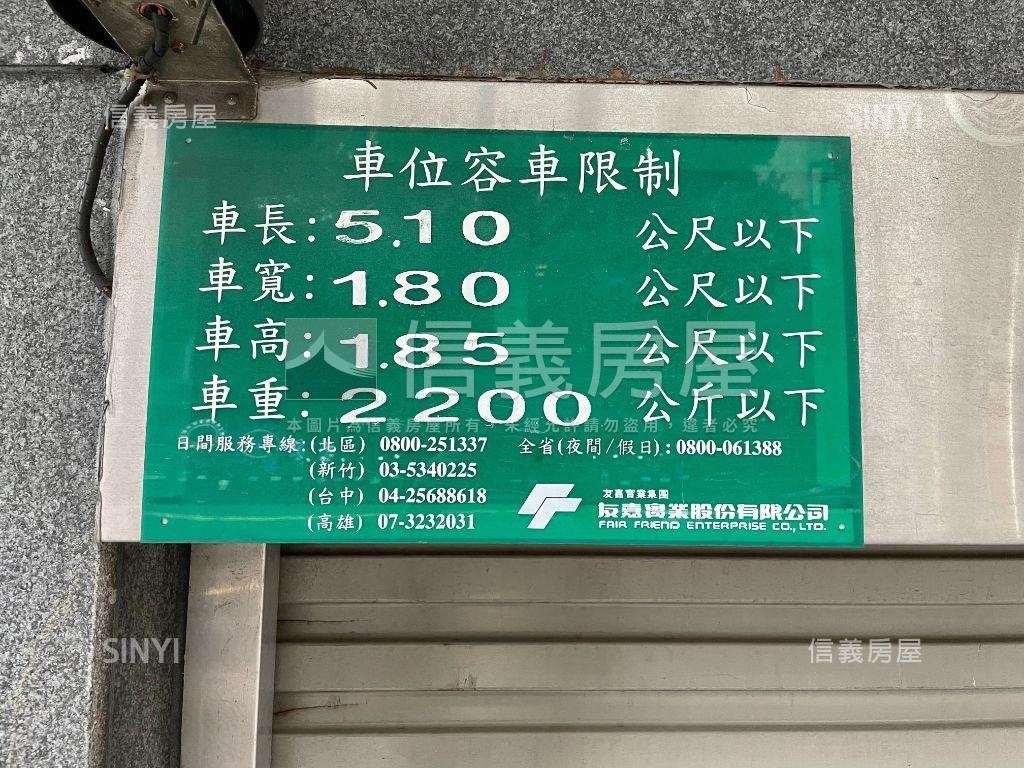 信義房屋
SINYI
車位容車限制
車長:5.10 公尺以下
車寬:1.80 公尺以下
車高:1.85 公尺以下
信義房屋
車重:2200 公斤以下
本圖片為信義房屋所有,未經允許請勿盜用,違者必究
日間服務專線:(北區) 0800-251337 全省(夜間/假日):0800-061388
(新竹) 03-5340225
(台中) 04-25688618
(高雄) 07-3232031
友嘉實業集團
友嘉實業股份有限公司
FAIR FRIEND ENTERPRISE CO., LTD.
SINYI
信義房屋